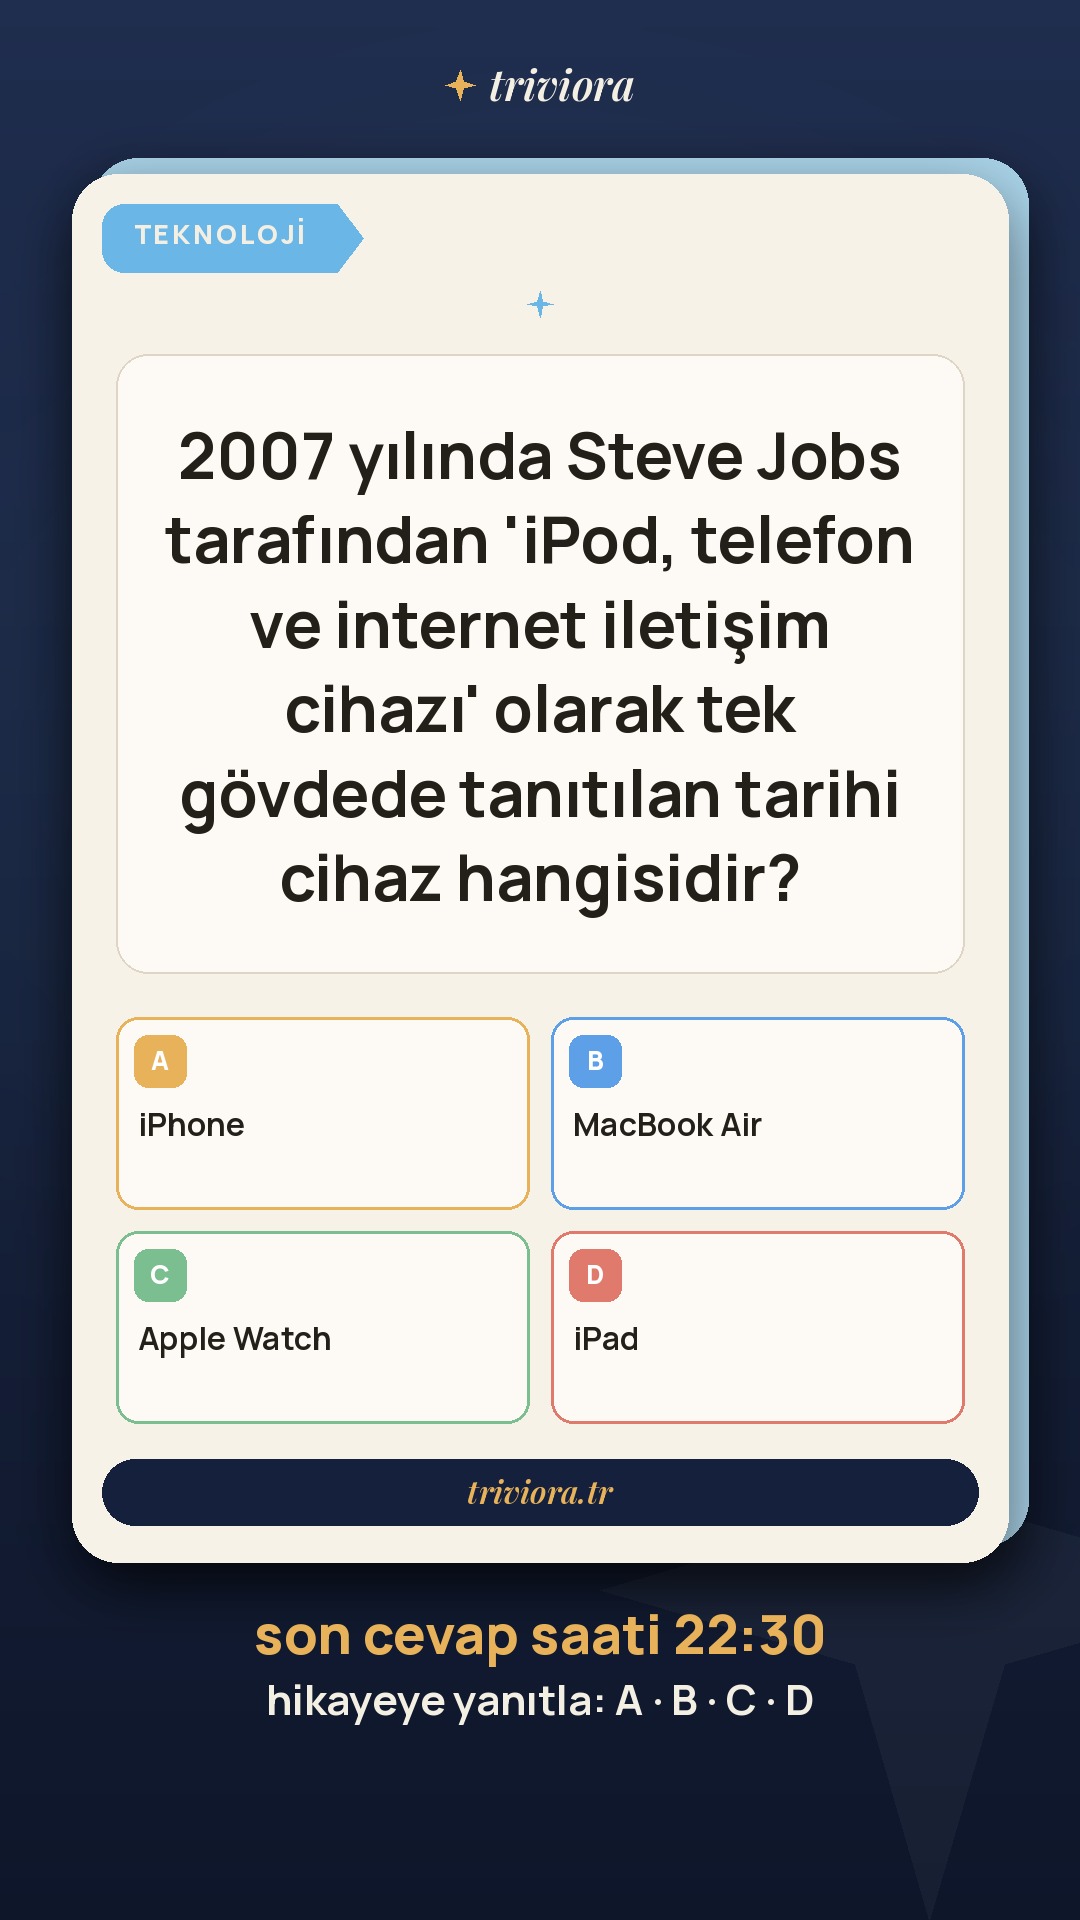 triviora
TEKNOLOJİ
2007 yılında Steve Jobs
tarafından 'iPod, telefon
ve internet iletişim
cihazı' olarak tek
gövdede tanıtılan tarihi
cihaz hangisidir?
A
iPhone
B
MacBook Air
C
Apple Watch
D
iPad
triviora.tr
son cevap saati 22:30
hikayeye yanıtla: A · B · C · D